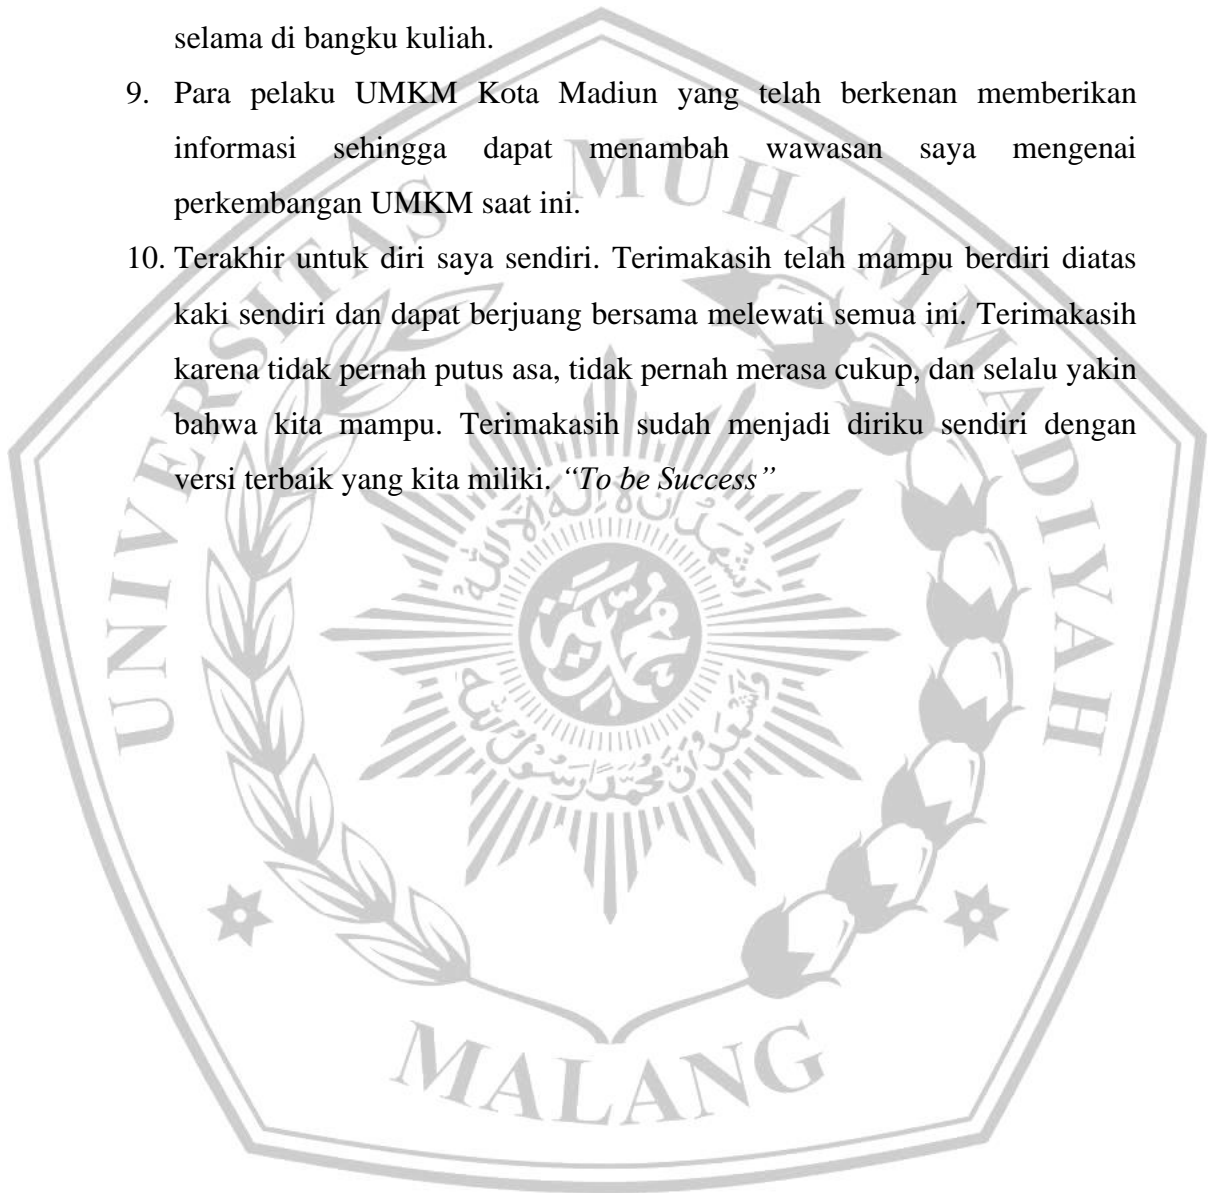 selama di bangku kuliah.
9. Para pelaku UMKM Kota Madiun yang telah berkenan memberikan
informasi sehingga dapat menambah wawasan saya mengenai
perkembangan UMKM saat ini.
10. Terakhir untuk diri saya sendiri. Terimakasih telah mampu berdiri diatas
kaki sendiri dan dapat berjuang bersama melewati semua ini. Terimakasih
karena tidak pernah putus asa, tidak pernah merasa cukup, dan selalu yakin
bahwa kita mampu. Terimakasih sudah menjadi diriku sendiri dengan
versi terbaik yang kita miliki. “To be Success”
UNIVERSITAS MUHAMMADIYAH
MALANG